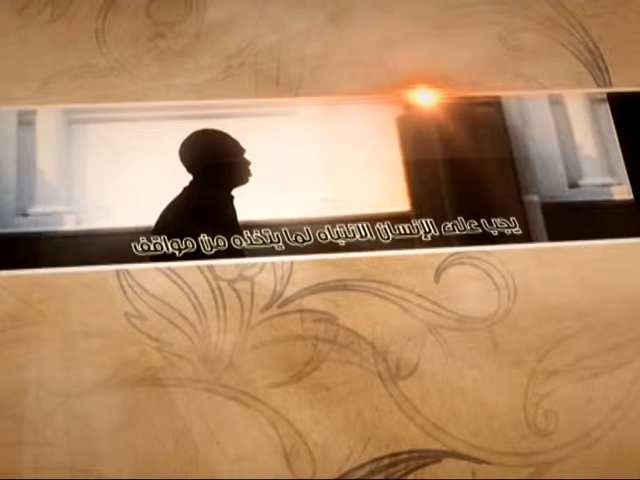 يجب على الإنسان الانتباه لما يتخذه من مواقف